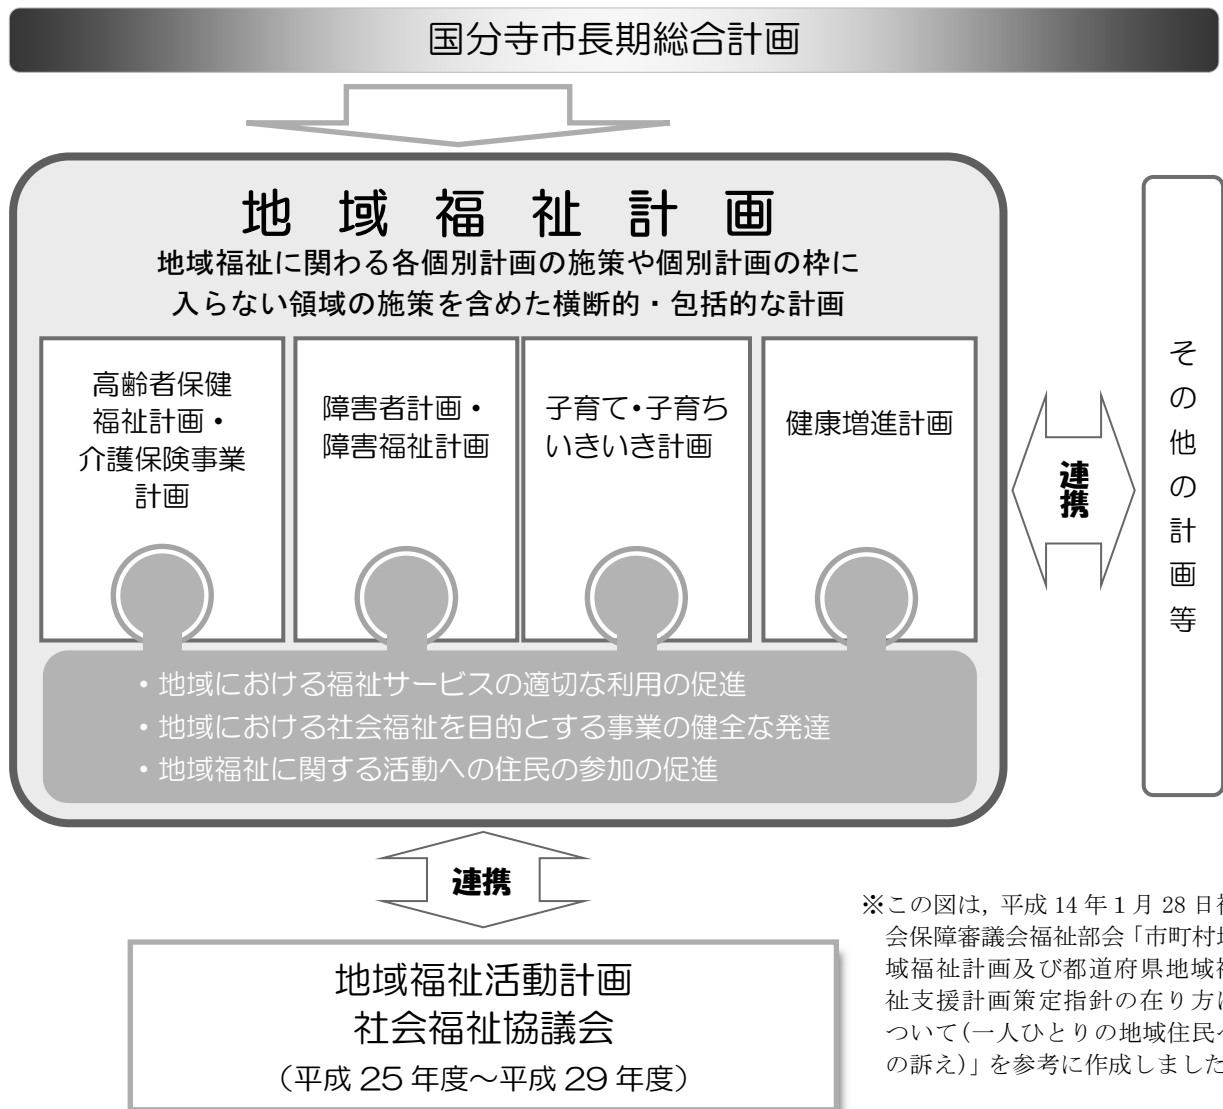 国分寺市長期総合計画
地域福祉計画
地域福祉に関わる各個別計画の施策や個別計画の枠に
入らない領域の施策を含めた横断的・包括的な計画
高齢者保健
福祉計画・
介護保険事業
計画
障害者計画・
障害福祉計画
子育て・子育ち
いきいき計画
健康増進計画
・地域における福祉サービスの適切な利用の促進
・地域における社会福祉を目的とする事業の健全な発達
・地域福祉に関する活動への住民の参加の促進
連携
その他の計画等
連携
地域福祉活動計画
社会福祉協議会
（平成 25 年度～平成 29 年度）
※この図は，平成 14 年 1 月 28 日
会保障審議会福祉部会「市町村
域福祉計画及び都道府県地域
祉支援計画策定指針の在り方
ついて（一人ひとりの地域住民
の訴え）」を参考に作成しました